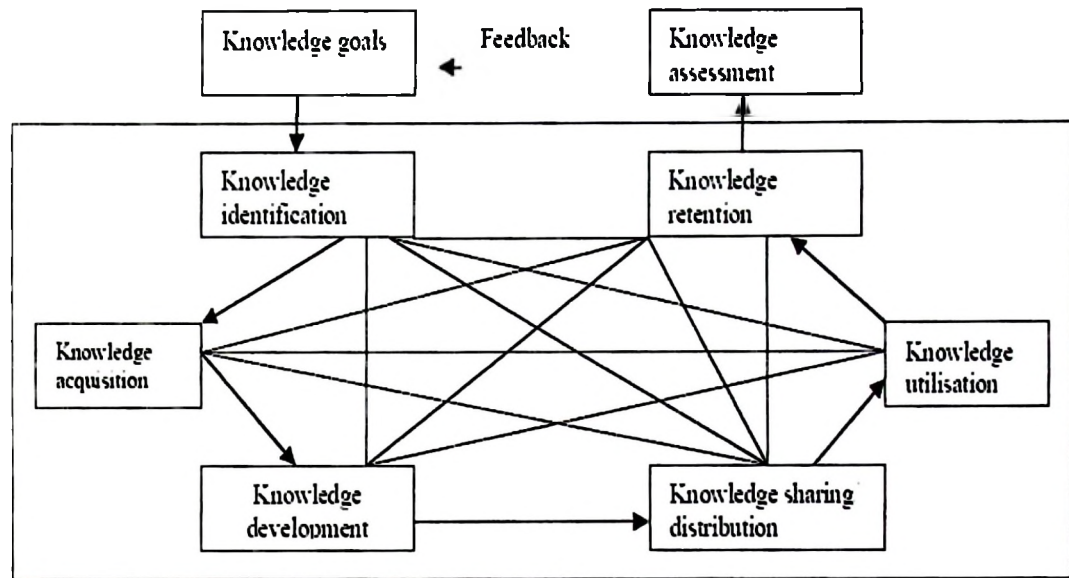 Knowledge goals
Feedback
Knowledge
assessment
Knowledge
identification
Knowledge
retention
Knowledge
acquisition
Knowledge
utilisation
Knowledge
development
Knowledge sharing
distribution